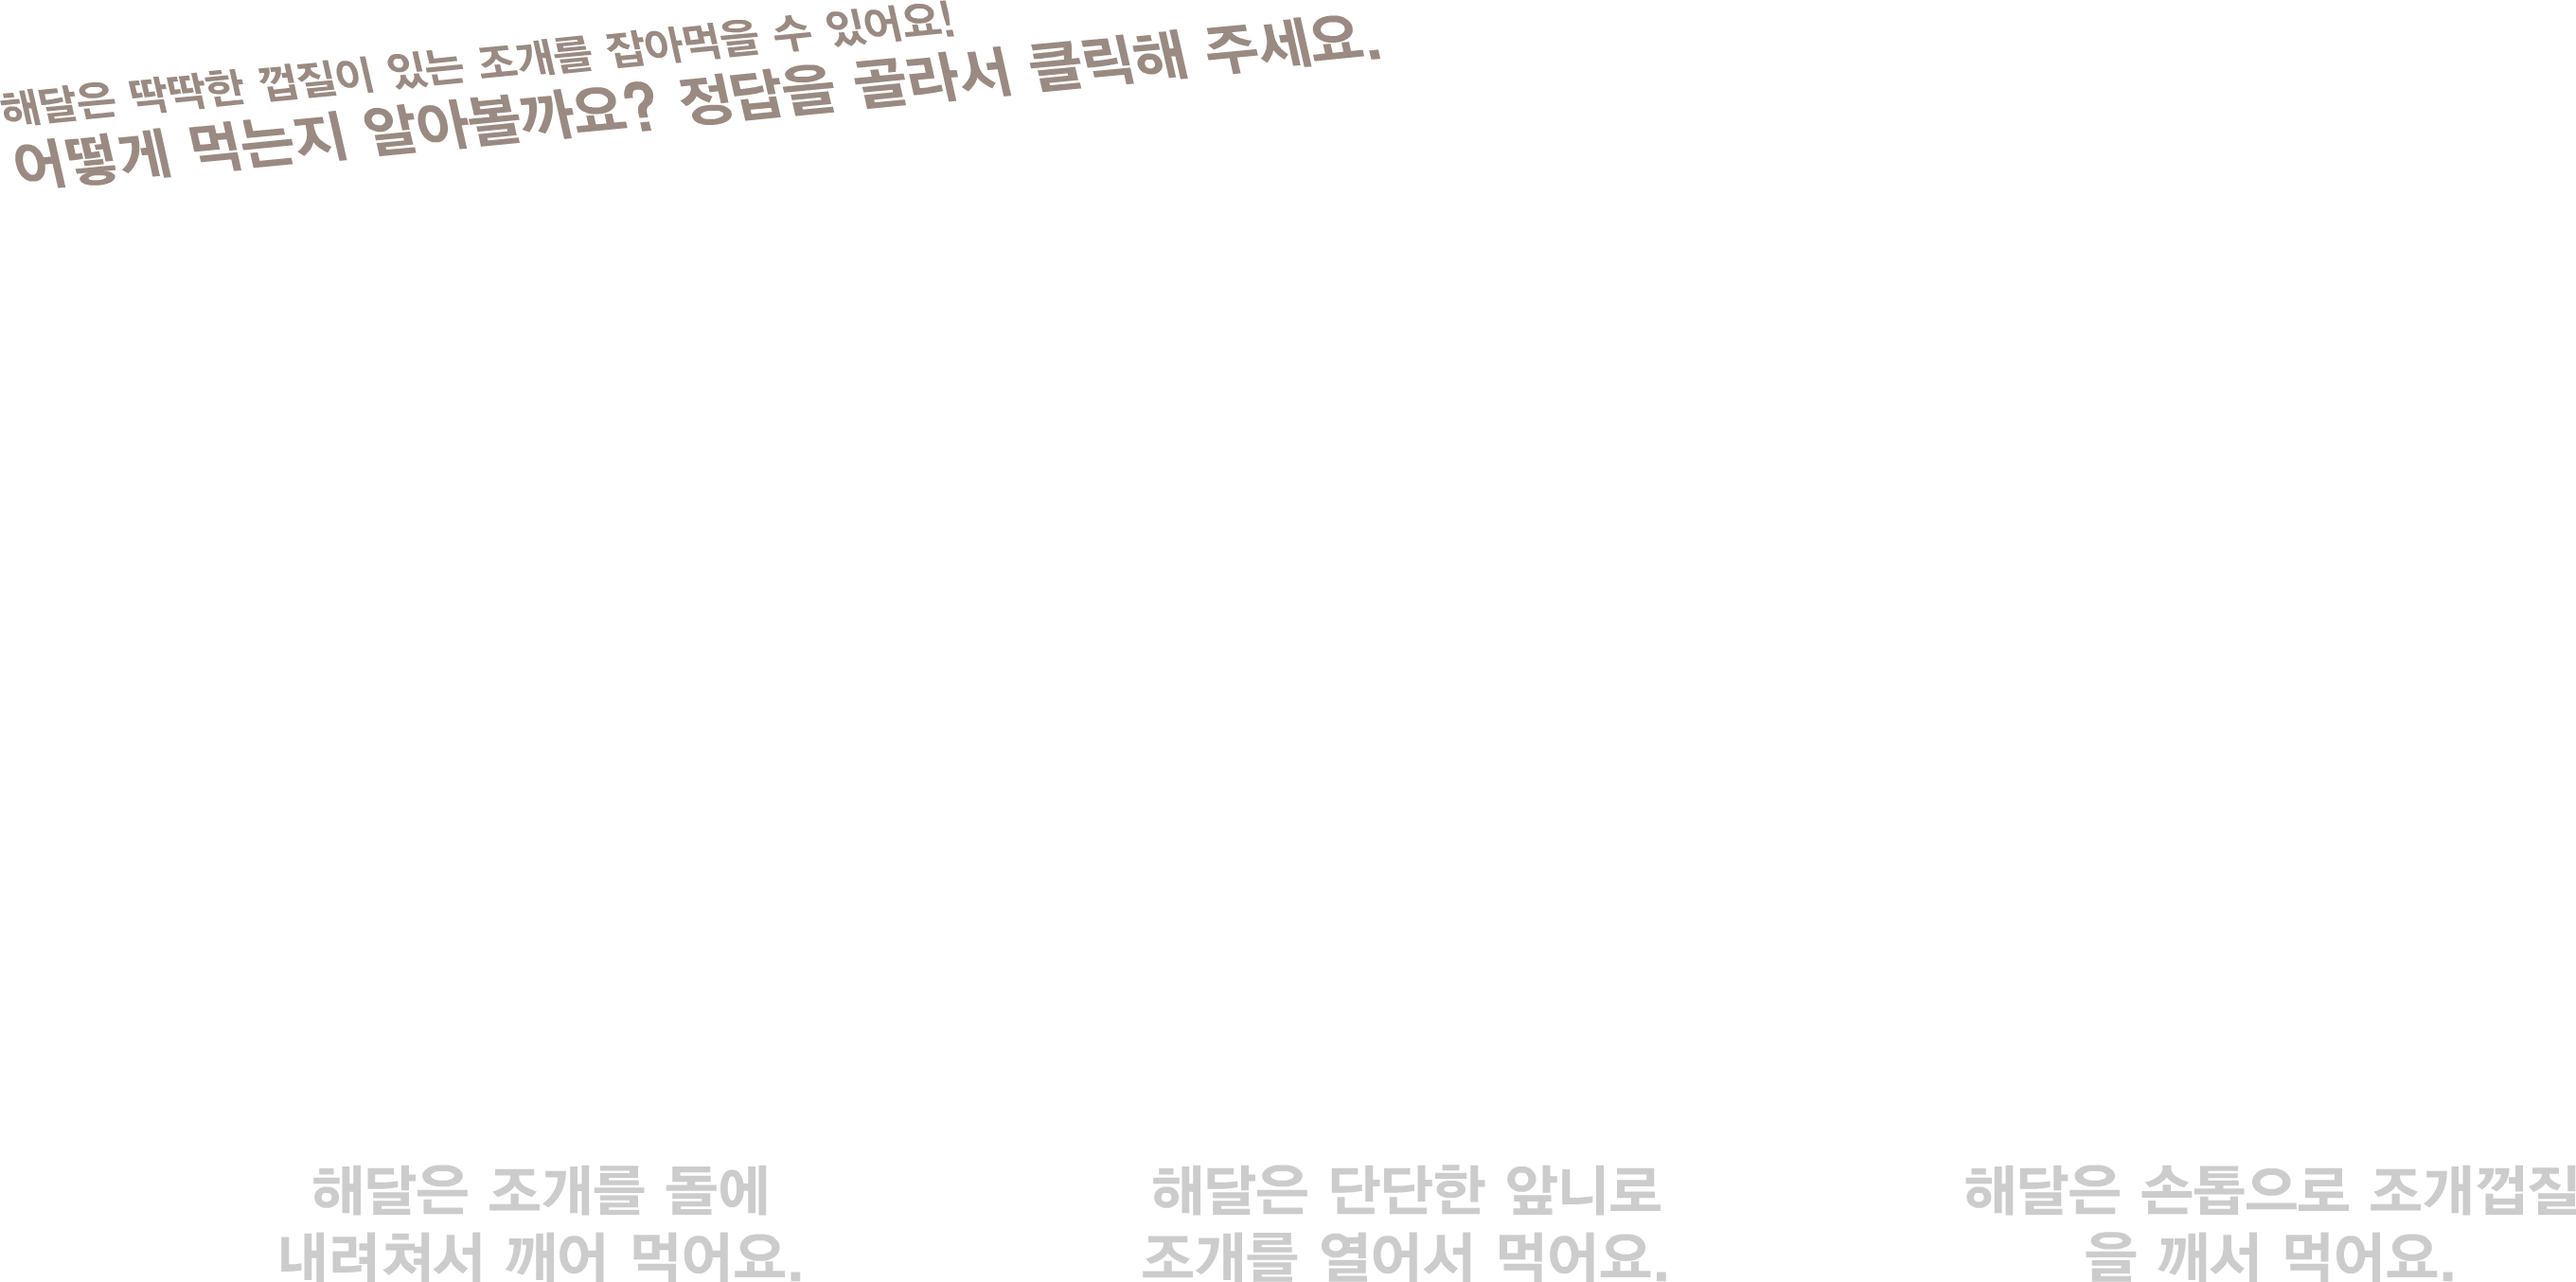 해달은 딱딱한 껍질이 있는 조개를 잡아먹을 수 있어요!
어떻게 먹는지 알아볼까요? 정답을 골라서 클릭해 주세요.
해달은 조개를 돌에
내려쳐서 깨어 먹어요.
해달은 단단한 앞니로
조개를 열어서 먹어요.
해달은 손톱으로 조개껍질
을 깨서 먹어요.